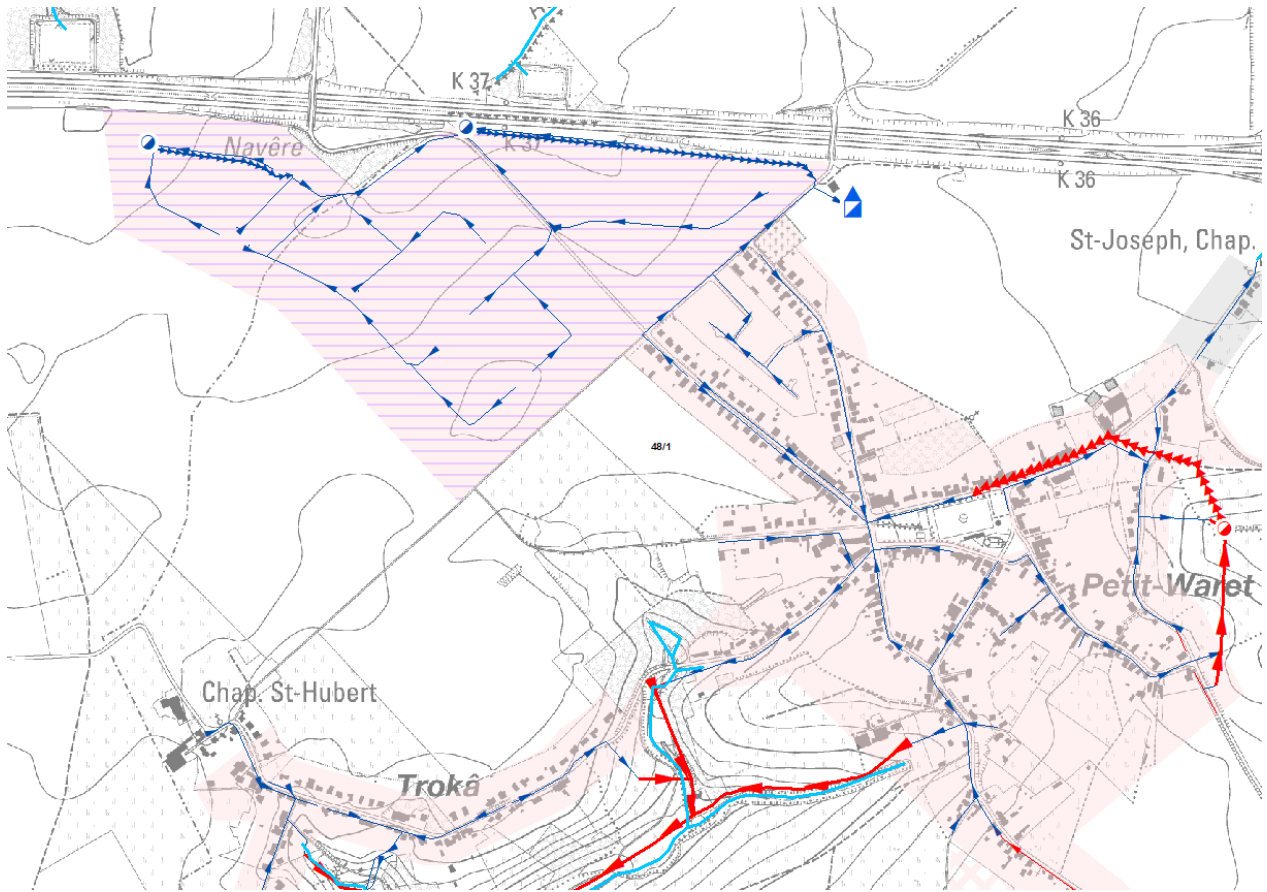 K 37
K 36
Navêre
K 37
K 36
St-Joseph, Chap.
48/1
Petit-Waret
Chap. St-Hubert
Trokâ